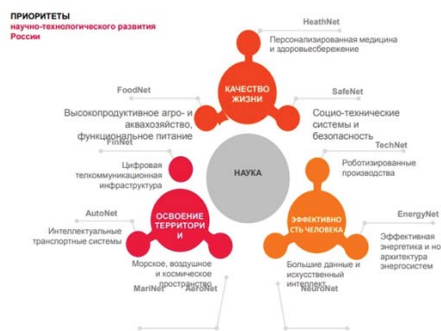 ПРИОРИТЕТЫ
научно-технологического развития
России
HeathNet
Персонализированная медицина
и здоровьесбережение
FoodNet
КАЧЕСТВО
ЖИЗНИ
SafeNet
Высокопродуктивное агро- и
аквахозяйство,
функциональное питание
Социо-технические
системы и
безопасность
FinNet
TechNet
Цифровая
телкоммуникационная
инфраструктура
НАУКА
Роботизированные
производства
AutoNet
ОСВОЕНИЕ
ТЕРРИТОРИ
И
ЭФФЕКТИВНО
СТЬ ЧЕЛОВЕКА
EnergyNet
Интеллектуальные
транспортные системы
Эффективная
энергетика и но
архитектура
энергосистем
Морское, воздушное
и космическое
пространство
Большие данные и
искусственный
интеллект
MariNet
AeroNet
NeuroNet